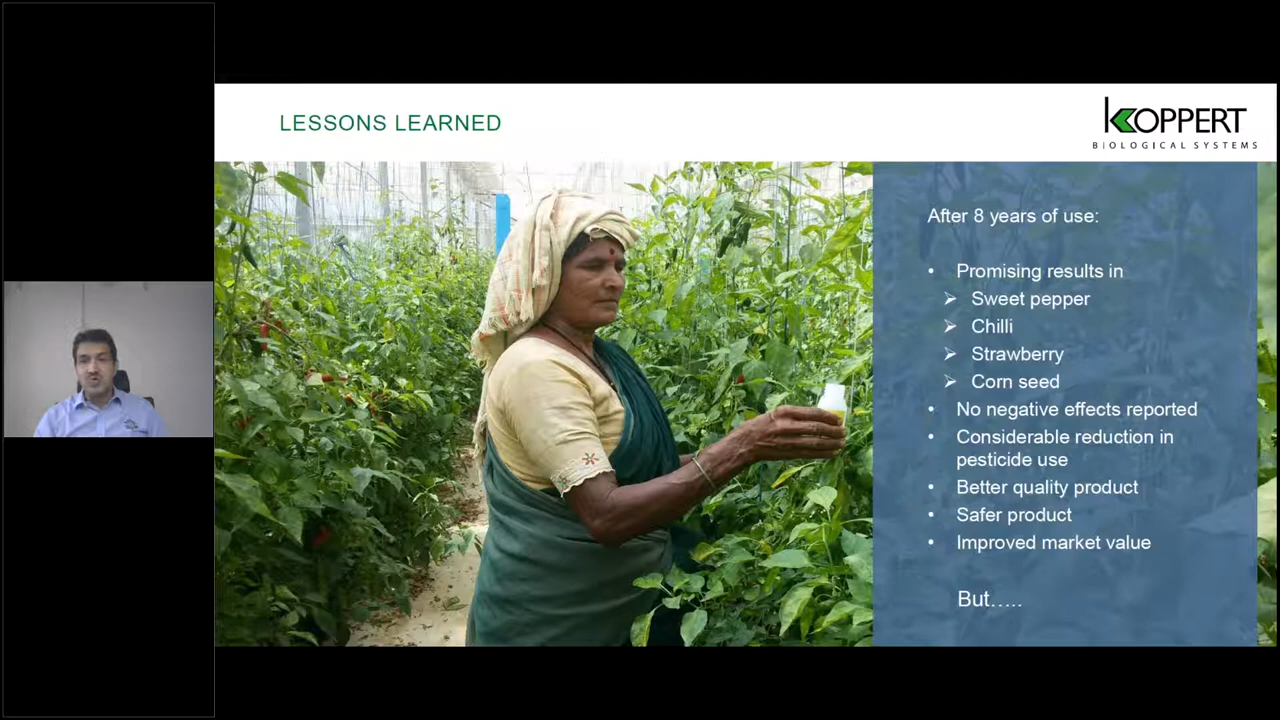 LESSONS LEARNED
KOPPERT
BIOLOGICAL SYSTEMS
After 8 years of use:
• Promising results in
➢ Sweet pepper
➢ Chilli
➢ Strawberry
➢ Corn seed
• No negative effects reported
• Considerable reduction in
pesticide use
• Better quality product
• Safer product
• Improved market value
But.....